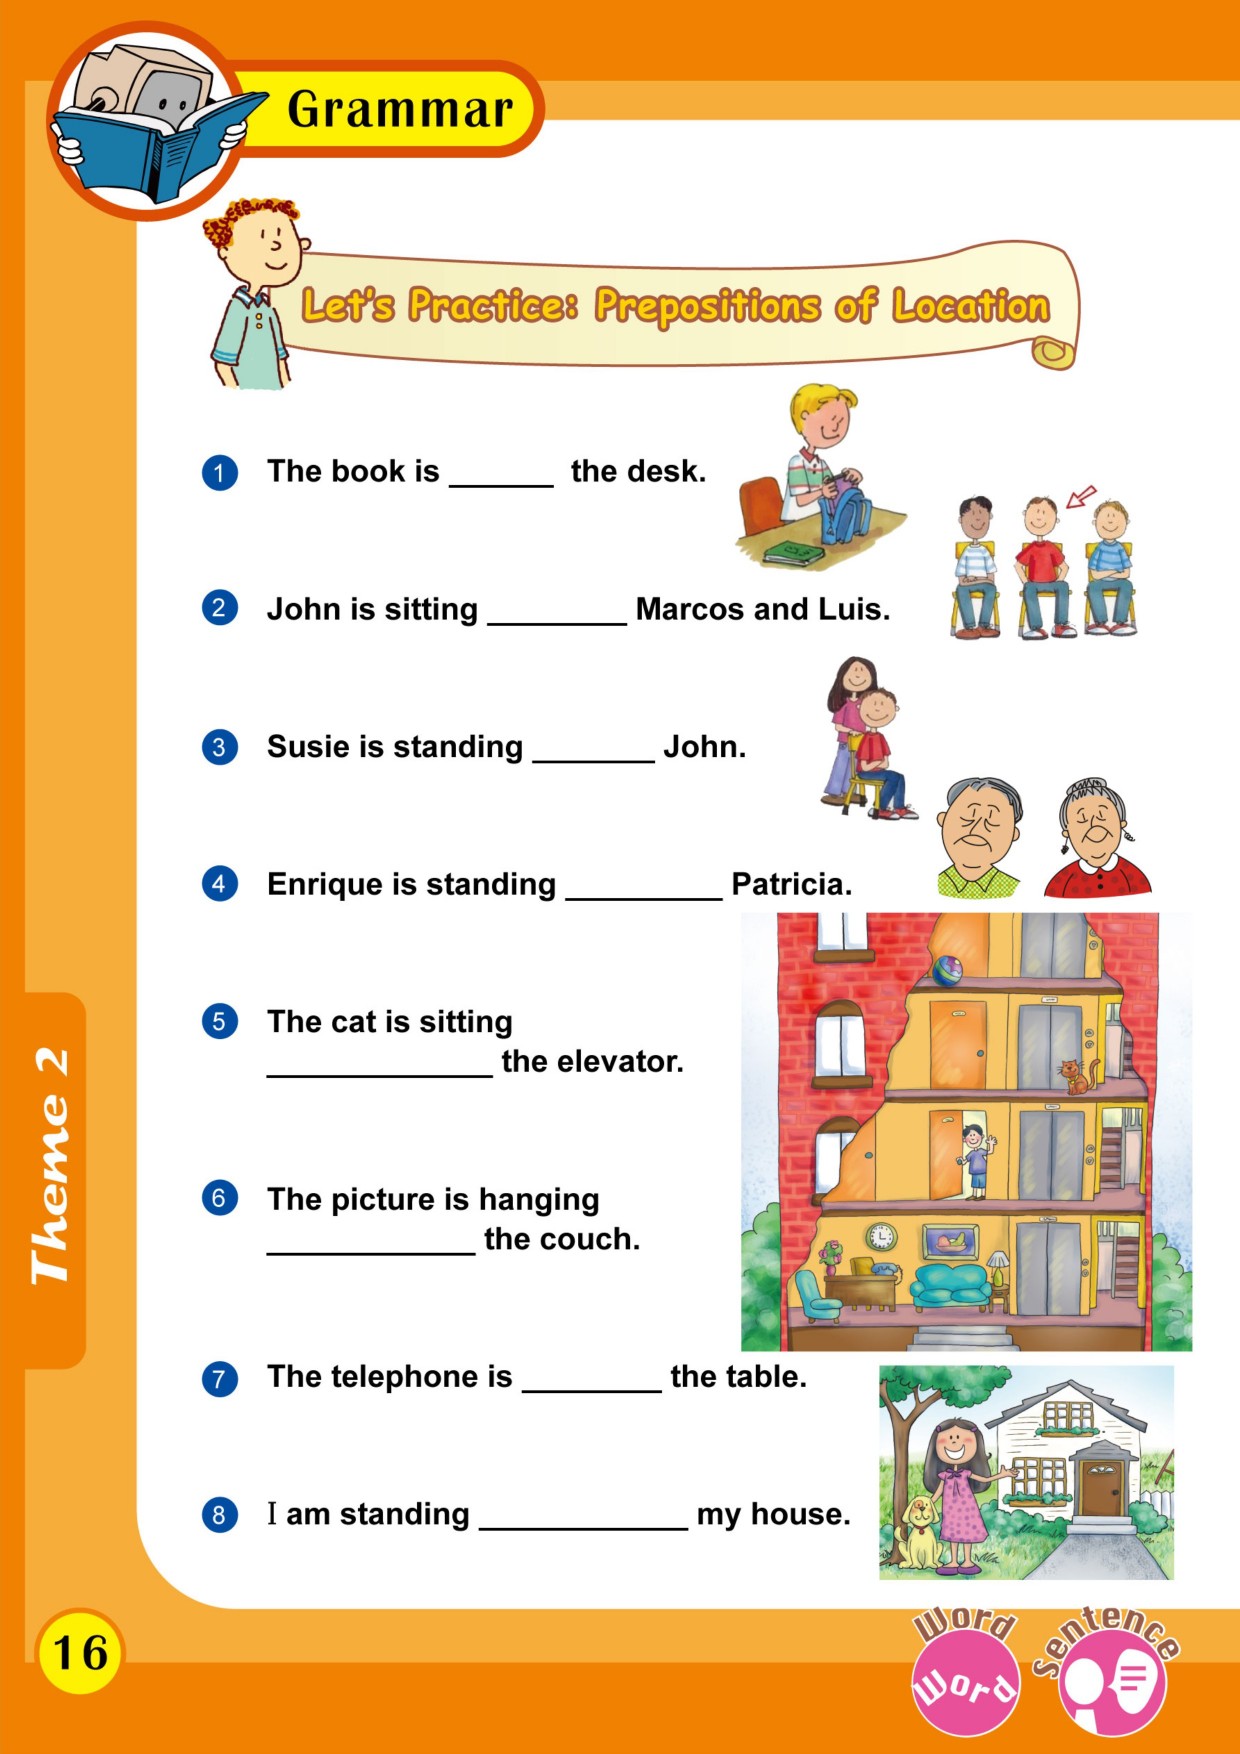 Grammar
Let's Practice: Prepositions of Location
1 The book is ______ the desk.
2 John is sitting ________ Marcos and Luis.
3 Susie is standing _______ John.
4 Enrique is standing _________ Patricia.
5 The cat is sitting
_____________ the elevator.
6 The picture is hanging
____________ the couch.
7 The telephone is ________ the table.
8 I am standing ____________ my house.
Theme 2
16
Word
Word
Sentence